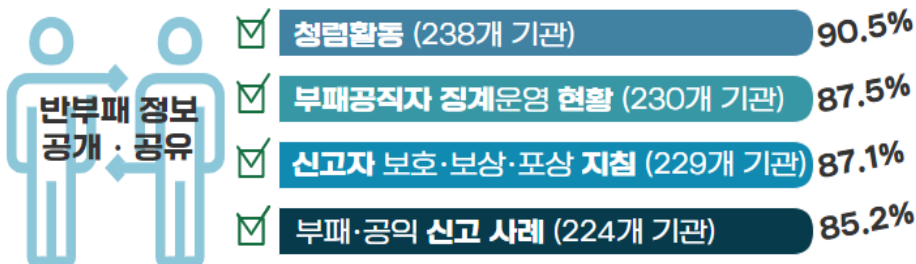 반부패 정보
공개 · 공유
청렴활동 (238개 기관) 90.5%
부패공직자 징계운영 현황 (230개 기관) 87.5%
신고자 보호·보상·포상 지침 (229개 기관) 87.1%
부패·공익 신고 사례 (224개 기관) 85.2%